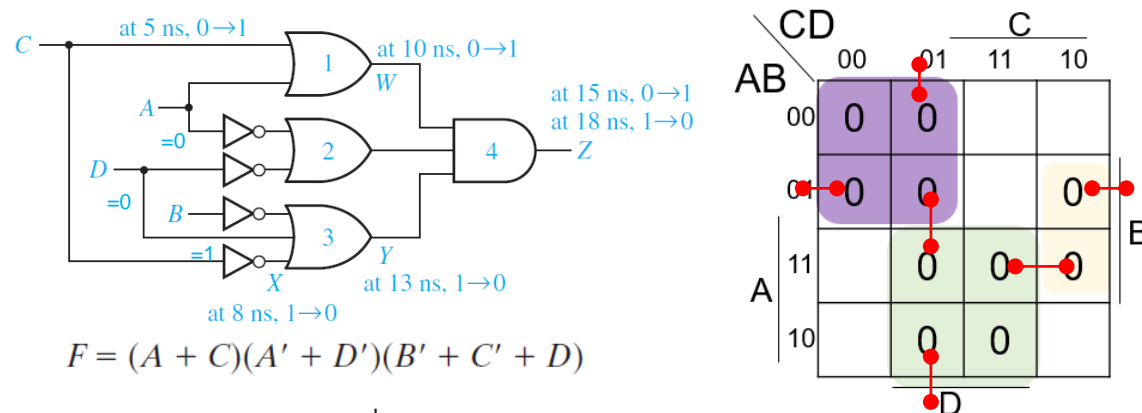 C
at 5 ns, 0→1
1
at 10 ns, 0→1
W
A
=0
at 15 ns, 0→1
at 18 ns, 1→0
2
4
Z
D
=0
B
3
=1
X
Y
at 13 ns, 1→0
at 8 ns, 1→0
F = (A + C)(A′ + D′)(B′ + C′ + D)
CD
C
00 01 11 10
AB
00 0 0
01 0 0 0
B
11 0 0 0
A
10 0 0
D